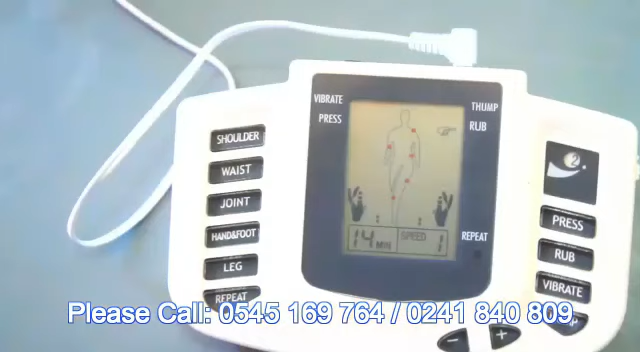 VIBRATE
PRESS
THUMP
RUB
SHOULDER
WAIST
JOINT
HAND&FOOT
LEG
REPEAT
14 MIN
SPEED 1
REPEAT
2
PRESS
RUB
VIBRATE
- +
Please Call: 0545 169 764 / 0241 840 809